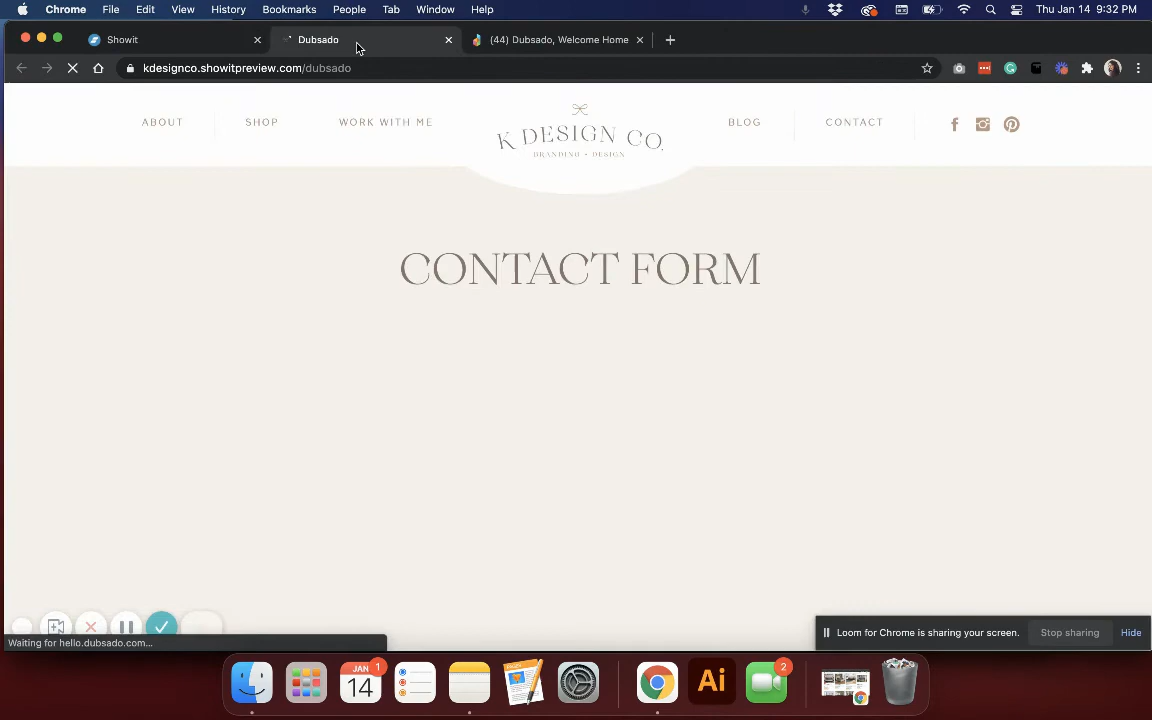 Chrome File Edit View History Bookmarks People Tab Window Help Thu Jan 14 9:32 PM
Showit Dubsado (44) Dubsado, Welcome Home
kdesignco.showitpreview.com/dubsado
ABOUT SHOP WORK WITH ME BLOG CONTACT
K DESIGN CO.
BRANDING + DESIGN
CONTACT FORM
Waiting for hello.dubsado.com...
Loom for Chrome is sharing your screen. Stop sharing Hide
JAN 1
14
PAGES
Ai
2